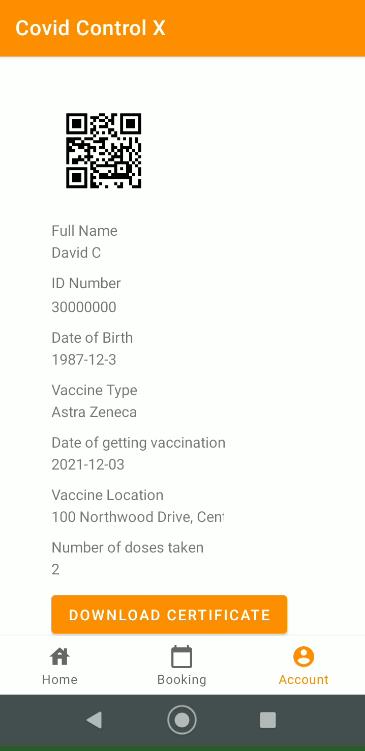 Covid Control X
Full Name
David C
ID Number
30000000
Date of Birth
1987-12-3
Vaccine Type
Astra Zeneca
Date of getting vaccination
2021-12-03
Vaccine Location
100 Northwood Drive, Cen
Number of doses taken
2
DOWNLOAD CERTIFICATE
Home
Booking
Account